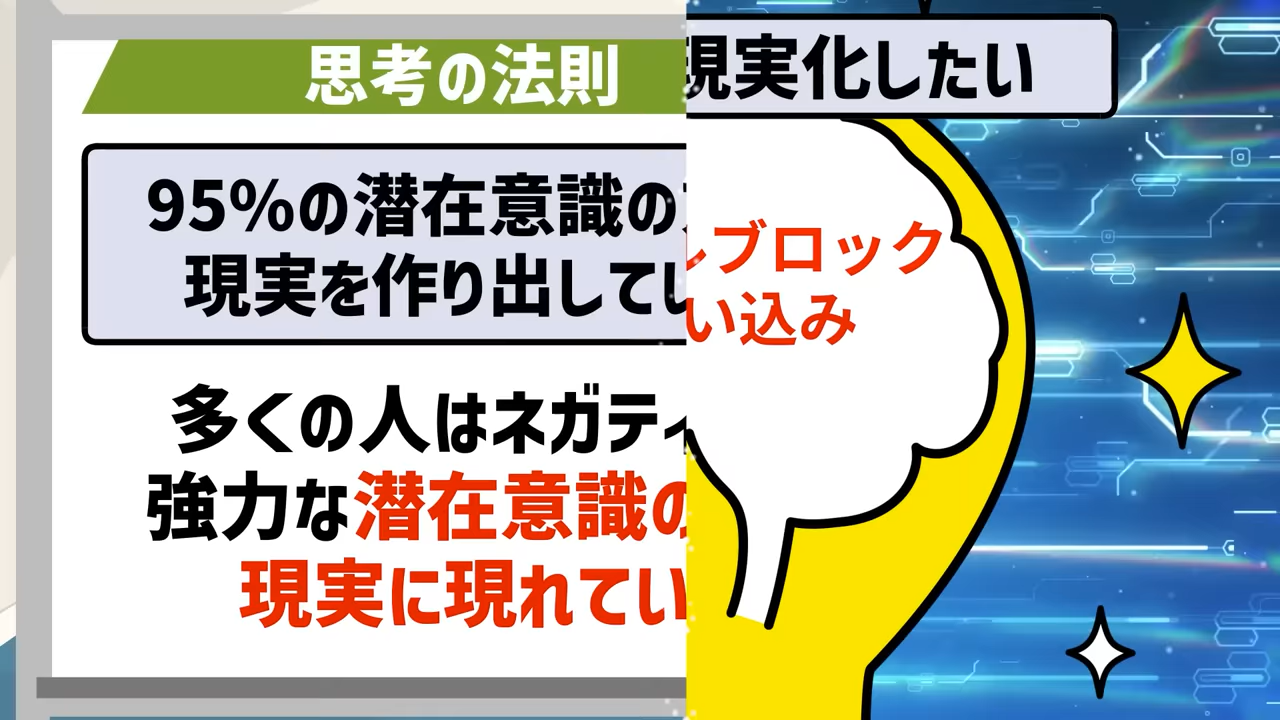 思考の法則
95%の潜在意識の
現実を作り出してい
多くの人はネガティ
強力な潜在意識の
現実に現れてい
現実化したい
ルブロック
い込み